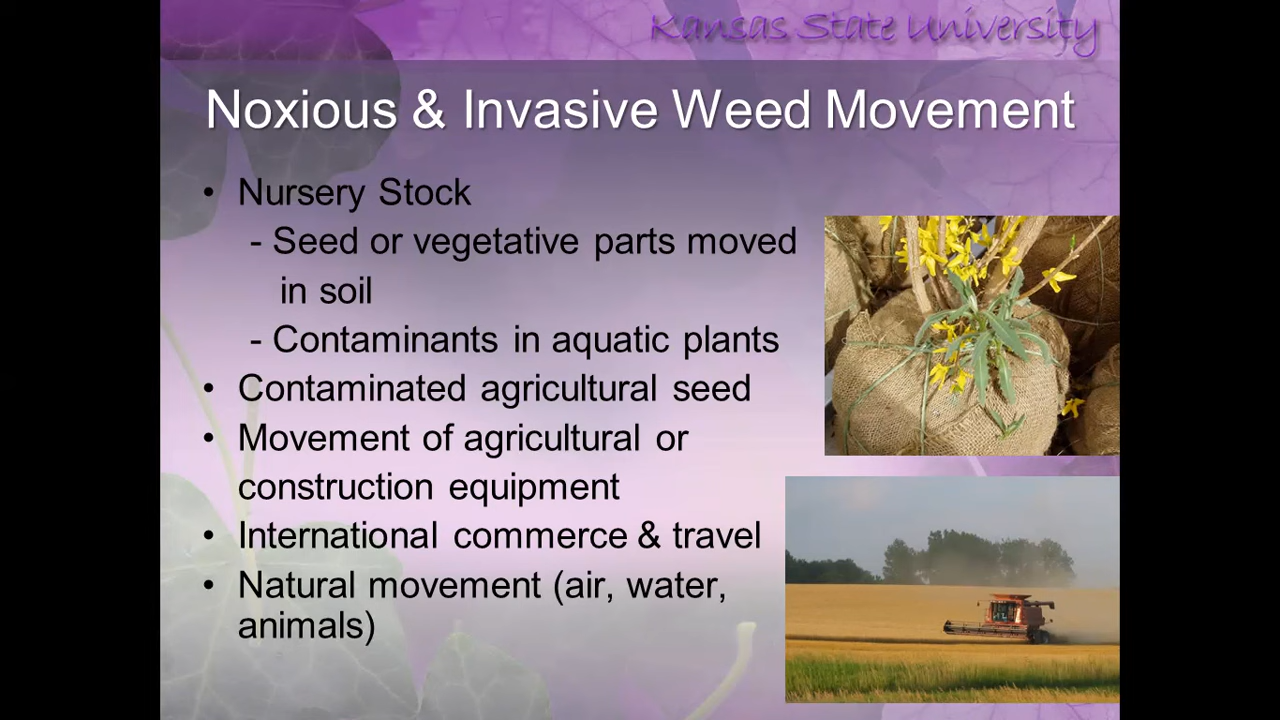 Kansas State University
Noxious & Invasive Weed Movement
• Nursery Stock
- Seed or vegetative parts moved
in soil
- Contaminants in aquatic plants
• Contaminated agricultural seed
• Movement of agricultural or
construction equipment
• International commerce & travel
• Natural movement (air, water,
animals)